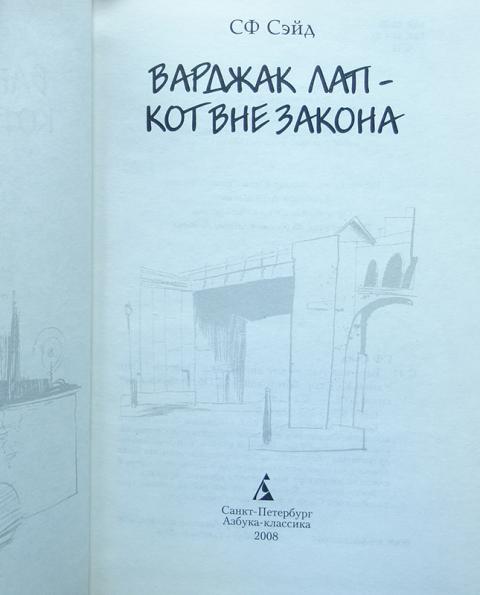 СФ Сэйд
ВАРДЖАК ЛАП –
КОТ ВНЕ ЗАКОНА
Санкт-Петербург
Азбука-классика
2008